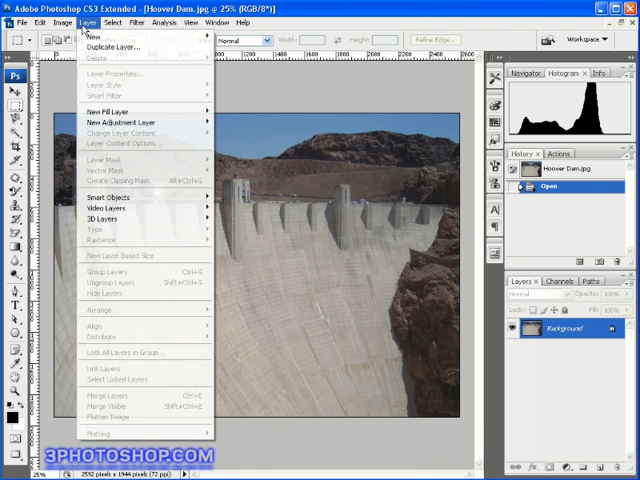 Adobe Photoshop CS3 Extended - [Hoover Dam.jpg @ 25% (RGB/8*)]
File Edit Image Layer Select Filter Analysis View Window Help
Normal Width: Height: Refine Edge... Workspace
New
Duplicate Layer...
Delete
Layer Properties...
Layer Style
Smart Filter
New Fill Layer
New Adjustment Layer
Change Layer Content
Layer Content Options...
Layer Mask
Vector Mask
Create Clipping Mask Alt+Ctrl+G
Smart Objects
Video Layers
3D Layers
Type
Rasterize
New Layer Based Slice
Group Layers Ctrl+G
Ungroup Layers Shift+Ctrl+G
Hide Layers
Arrange
Align
Distribute
Lock All Layers in Group...
Link Layers
Select Linked Layers
Merge Layers Ctrl+E
Merge Visible Shift+Ctrl+E
Flatten Image
Matting
Navigator Histogram Info
History Actions
Hoover Dam.jpg
Open
Layers Channels Paths
Normal Opacity: 100%
Lock: Fill: 100%
Background
3PHOTOSHOP.COM
25% 2592 pixels x 1944 pixels (72 ppi)